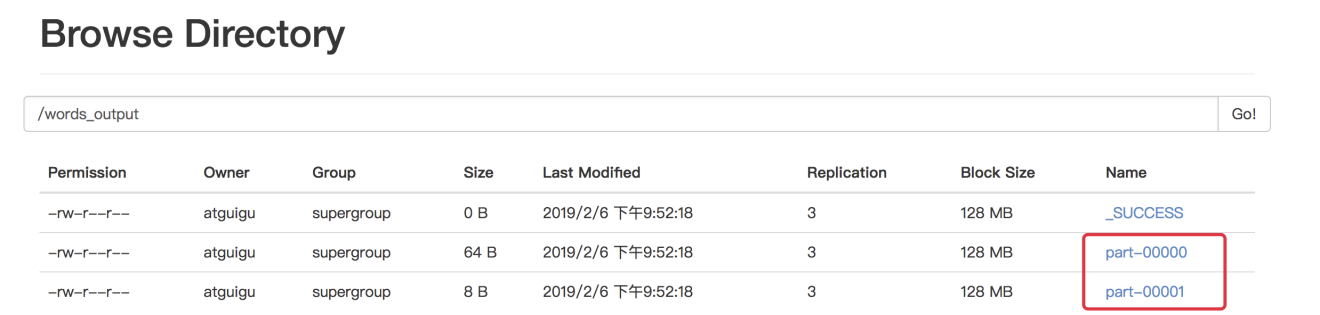 Browse Directory
/words_output Go!
Permission Owner Group Size Last Modified Replication Block Size Name
-rw-r--r-- atguigu supergroup 0 B 2019/2/6 下午9:52:18 3 128 MB _SUCCESS
-rw-r--r-- atguigu supergroup 64 B 2019/2/6 下午9:52:18 3 128 MB part-00000
-rw-r--r-- atguigu supergroup 8 B 2019/2/6 下午9:52:18 3 128 MB part-00001